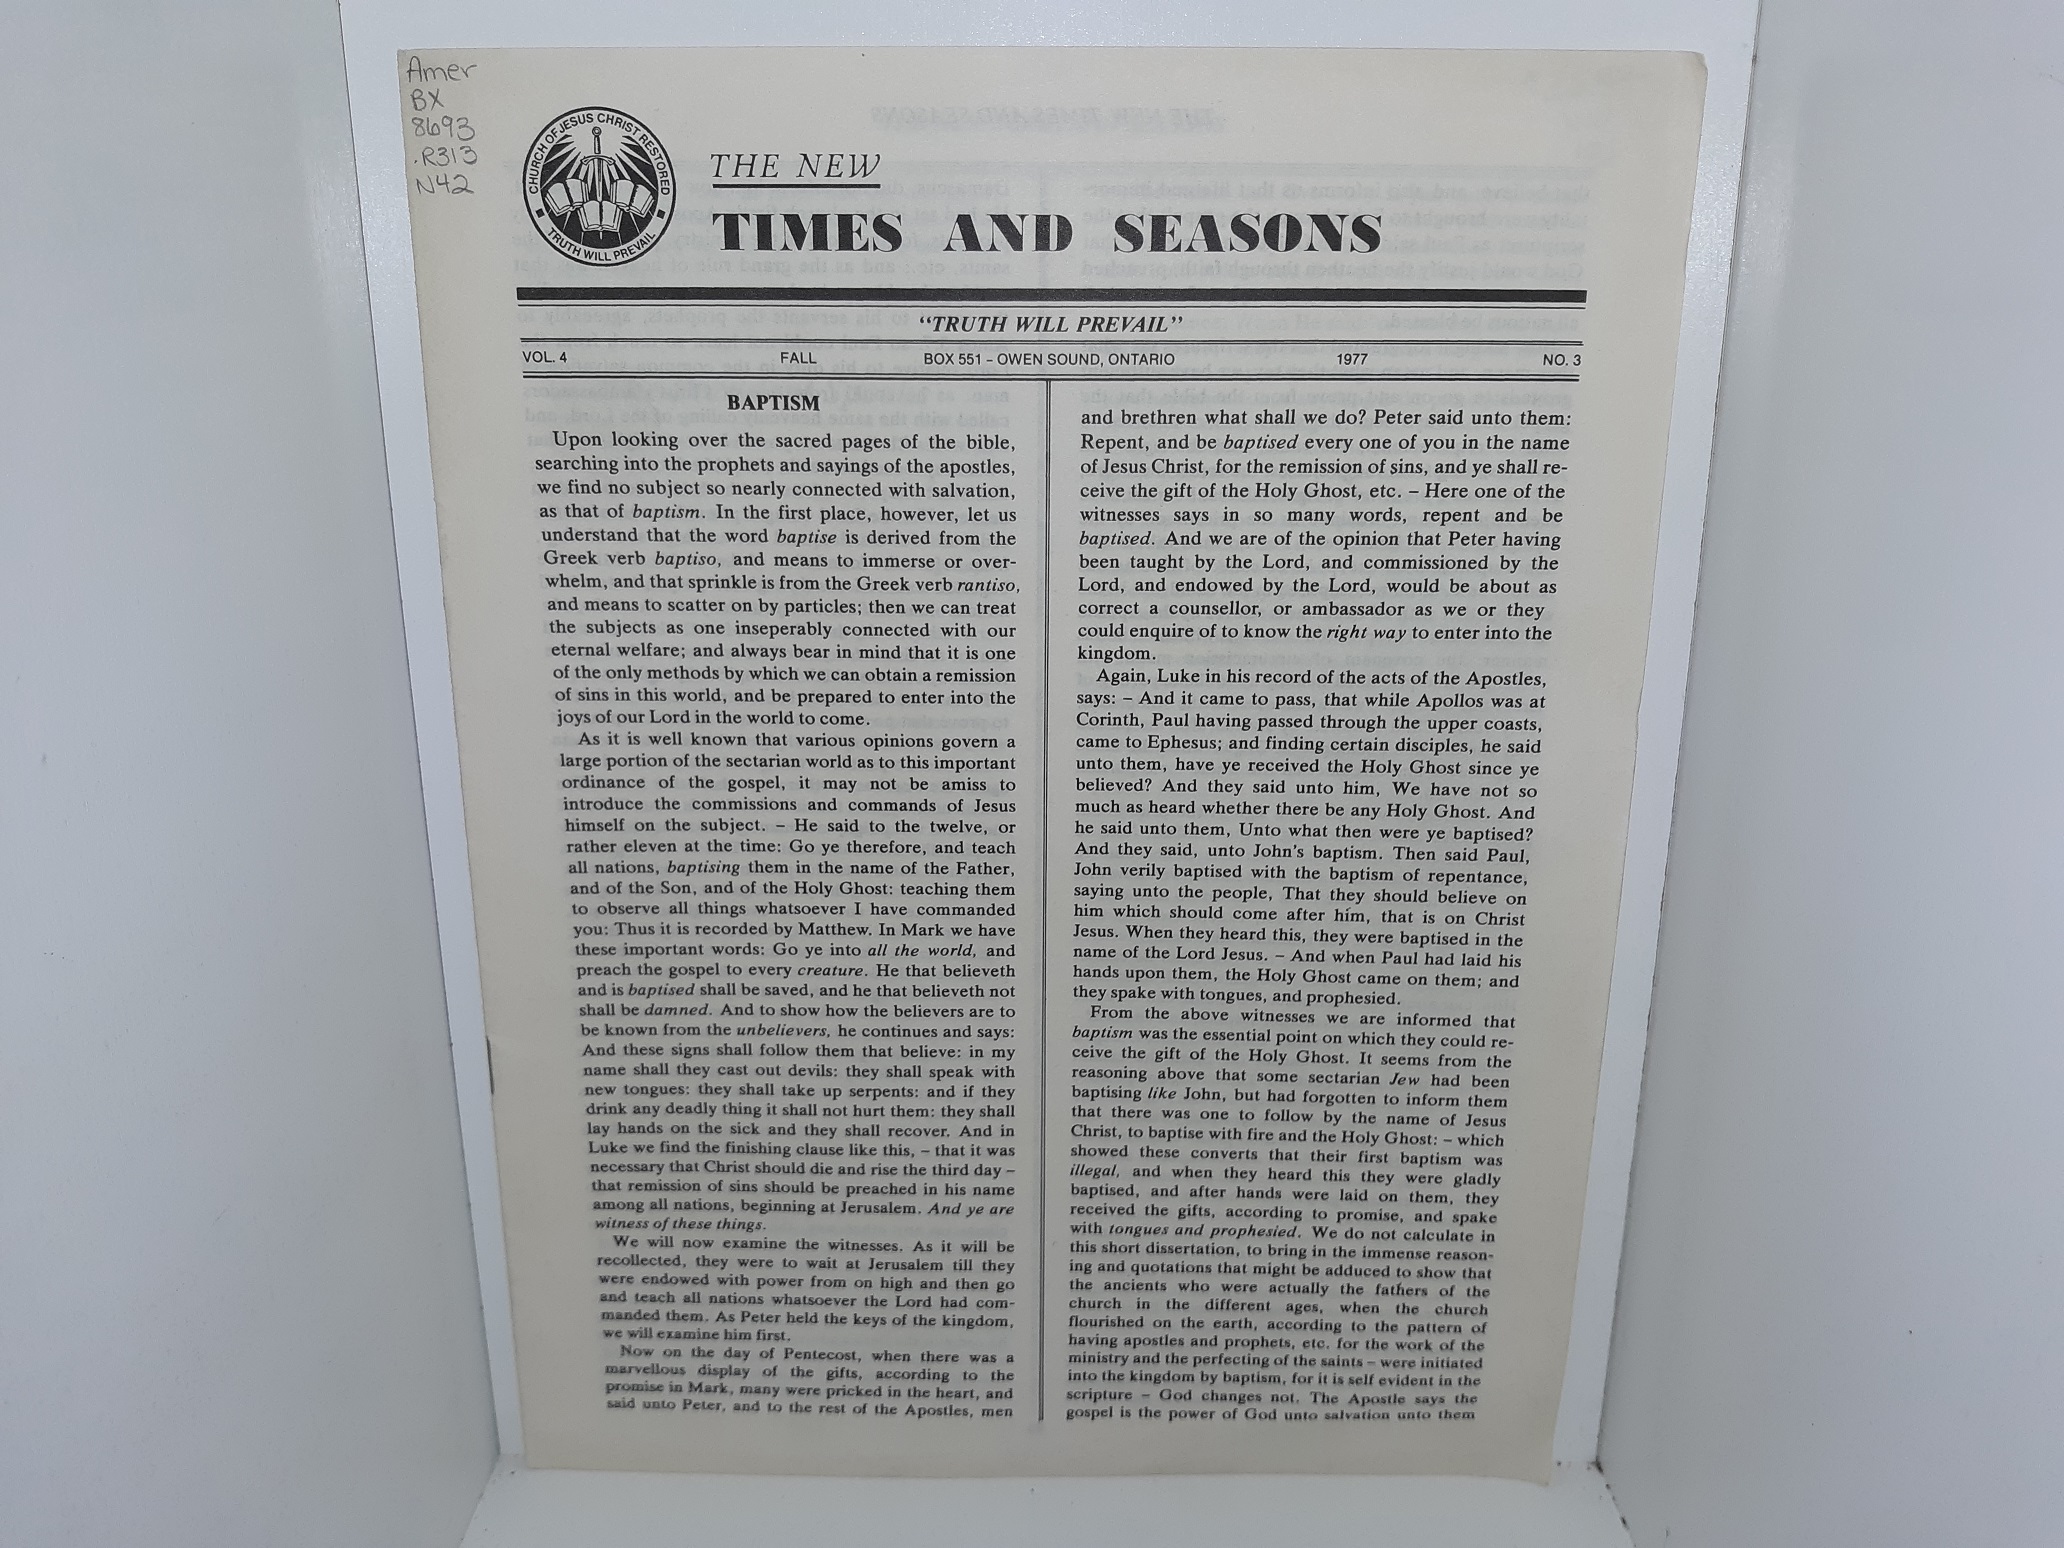 Amer
BX
8693
.R313
N42
CHURCH OF JESUS CHRIST RESTORED
TRUTH WILL PREVAIL
THE NEW
TIMES AND SEASONS
"TRUTH WILL PREVAIL"
VOL. 4 FALL BOX 551 – OWEN SOUND, ONTARIO 1977 NO. 3
BAPTISM
Upon looking over the sacred pages of the bible,
searching into the prophets and sayings of the apostles,
we find no subject so nearly connected with salvation,
as that of baptism. In the first place, however, let us
understand that the word baptise is derived from the
Greek verb baptiso, and means to immerse or over-
whelm, and that sprinkle is from the Greek verb rantiso,
and means to scatter on by particles; then we can treat
the subjects as one inseperably connected with our
eternal welfare; and always bear in mind that it is one
of the only methods by which we can obtain a remission
of sins in this world, and be prepared to enter into the
joys of our Lord in the world to come.
As it is well known that various opinions govern a
large portion of the sectarian world as to this important
ordinance of the gospel, it may not be amiss to
introduce the commissions and commands of Jesus
himself on the subject. – He said to the twelve, or
rather eleven at the time: Go ye therefore, and teach
all nations, baptising them in the name of the Father,
and of the Son, and of the Holy Ghost: teaching them
to observe all things whatsoever I have commanded
you: Thus it is recorded by Matthew. In Mark we have
these important words: Go ye into all the world, and
preach the gospel to every creature. He that believeth
and is baptised shall be saved, and he that believeth not
shall be damned. And to show how the believers are to
be known from the unbelievers, he continues and says:
And these signs shall follow them that believe: in my
name shall they cast out devils: they shall speak with
new tongues: they shall take up serpents: and if they
drink any deadly thing it shall not hurt them: they shall
lay hands on the sick and they shall recover. And in
Luke we find the finishing clause like this, – that it was
necessary that Christ should die and rise the third day –
that remission of sins should be preached in his name
among all nations, beginning at Jerusalem. And ye are
witness of these things.
We will now examine the witnesses. As it will be
recollected, they were to wait at Jerusalem till they
were endowed with power from on high and then go
and teach all nations whatsoever the Lord had com-
manded them. As Peter held the keys of the kingdom,
we will examine him first.
Now on the day of Pentecost, when there was a
marvellous display of the gifts, according to the
promise in Mark, many were pricked in the heart, and
said unto Peter, and to the rest of the Apostles, men
and brethren what shall we do? Peter said unto them:
Repent, and be baptised every one of you in the name
of Jesus Christ, for the remission of sins, and ye shall re-
ceive the gift of the Holy Ghost, etc. – Here one of the
witnesses says in so many words, repent and be
baptised. And we are of the opinion that Peter having
been taught by the Lord, and commissioned by the
Lord, and endowed by the Lord, would be about as
correct a counsellor, or ambassador as we or they
could enquire of to know the right way to enter into the
kingdom.
Again, Luke in his record of the acts of the Apostles,
says: – And it came to pass, that while Apollos was at
Corinth, Paul having passed through the upper coasts,
came to Ephesus; and finding certain disciples, he said
unto them, have ye received the Holy Ghost since ye
believed? And they said unto him, We have not so
much as heard whether there be any Holy Ghost. And
he said unto them, Unto what then were ye baptised?
And they said, unto John's baptism. Then said Paul,
John verily baptised with the baptism of repentance,
saying unto the people, That they should believe on
him which should come after him, that is on Christ
Jesus. When they heard this, they were baptised in the
name of the Lord Jesus. – And when Paul had laid his
hands upon them, the Holy Ghost came on them; and
they spake with tongues, and prophesied.
From the above witnesses we are informed that
baptism was the essential point on which they could re-
ceive the gift of the Holy Ghost. It seems from the
reasoning above that some sectarian Jew had been
baptising like John, but had forgotten to inform them
that there was one to follow by the name of Jesus
Christ, to baptise with fire and the Holy Ghost: – which
showed these converts that their first baptism was
illegal, and when they heard this they were gladly
baptised, and after hands were laid on them, they
received the gifts, according to promise, and spake
with tongues and prophesied. We do not calculate in
this short dissertation, to bring in the immense reason-
ing and quotations that might be adduced to show that
the ancients who were actually the fathers of the
church in the different ages, when the church
flourished on the earth, according to the pattern of
having apostles and prophets, etc. for the work of the
ministry and the perfecting of the saints – were initiated
into the kingdom by baptism, for it is self evident in the
scripture – God changes not. The Apostle says the
gospel is the power of God unto salvation unto them